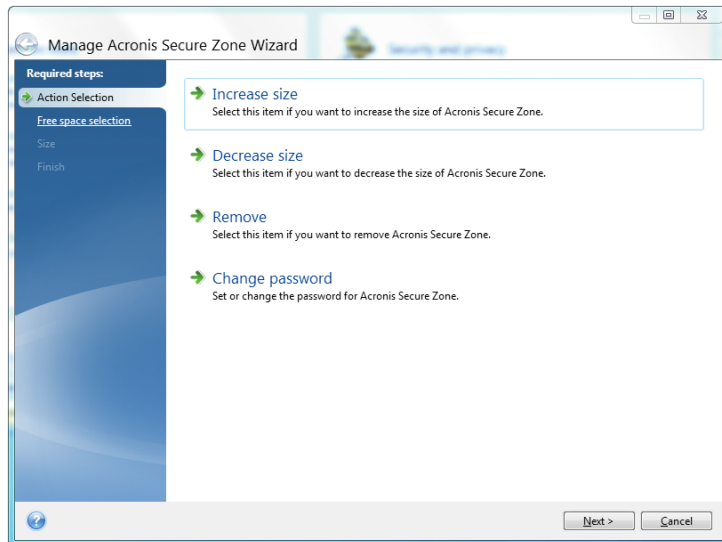 Manage Acronis Secure Zone Wizard
Security and privacy
Required steps:
Action Selection
Free space selection
Size
Finish
Increase size
Select this item if you want to increase the size of Acronis Secure Zone.
Decrease size
Select this item if you want to decrease the size of Acronis Secure Zone.
Remove
Select this item if you want to remove Acronis Secure Zone.
Change password
Set or change the password for Acronis Secure Zone.
Next >
Cancel